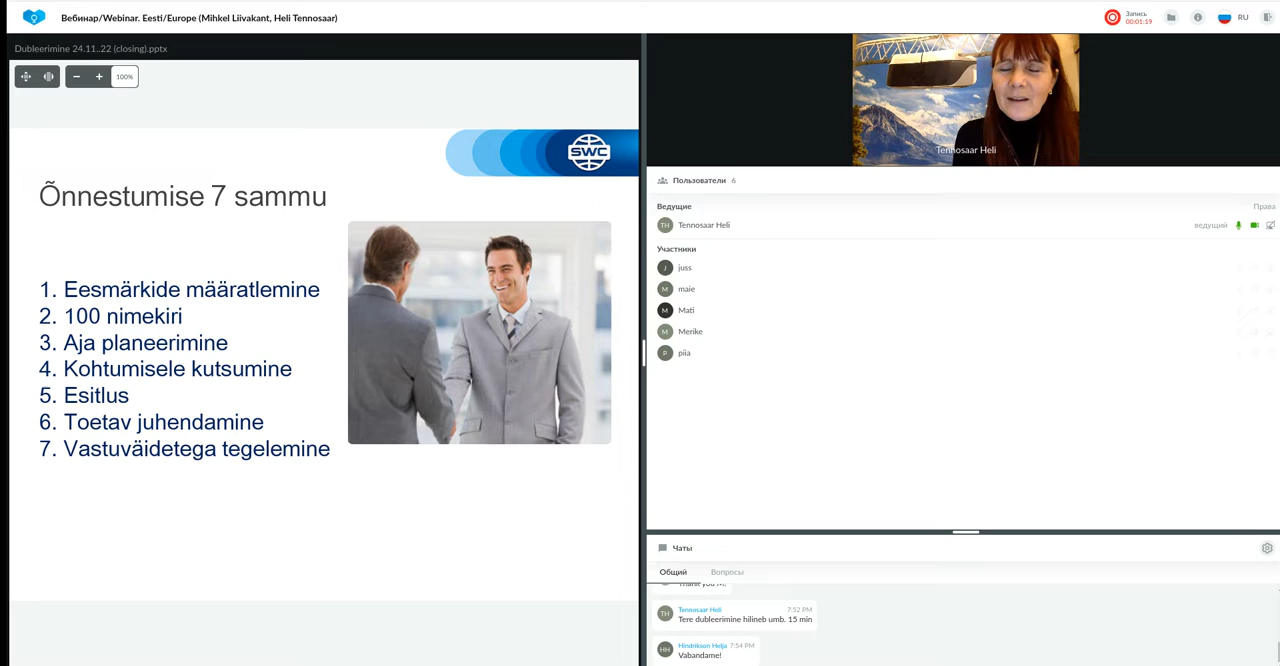 Вебинар/Webinar. Eesti/Europe (Mihkel Liivakant, Heli Tennosaar)
Запись
00:01:19
RU
Dubleerimine 24.11..22 (closing).pptx
100%
SWC
Õnnestumise 7 sammu
1. Eesmärkide määratlemine
2. 100 nimekiri
3. Aja planeerimine
4. Kohtumisele kutsumine
5. Esitlus
6. Toetav juhendamine
7. Vastuväidetega tegelemine
Tennosaar Heli
Пользователи 6
Ведущие Права
TH Tennosaar Heli ведущий
Участники
J juss
M maie
M Mati
M Merike
P piia
Чаты
Общий Вопросы
Thank you M!
TH Tennosaar Heli 7:52 PM
Tere dubleerimine hilineb umb. 15 min
HH Hindrikson Helja 7:54 PM
Vabandame!